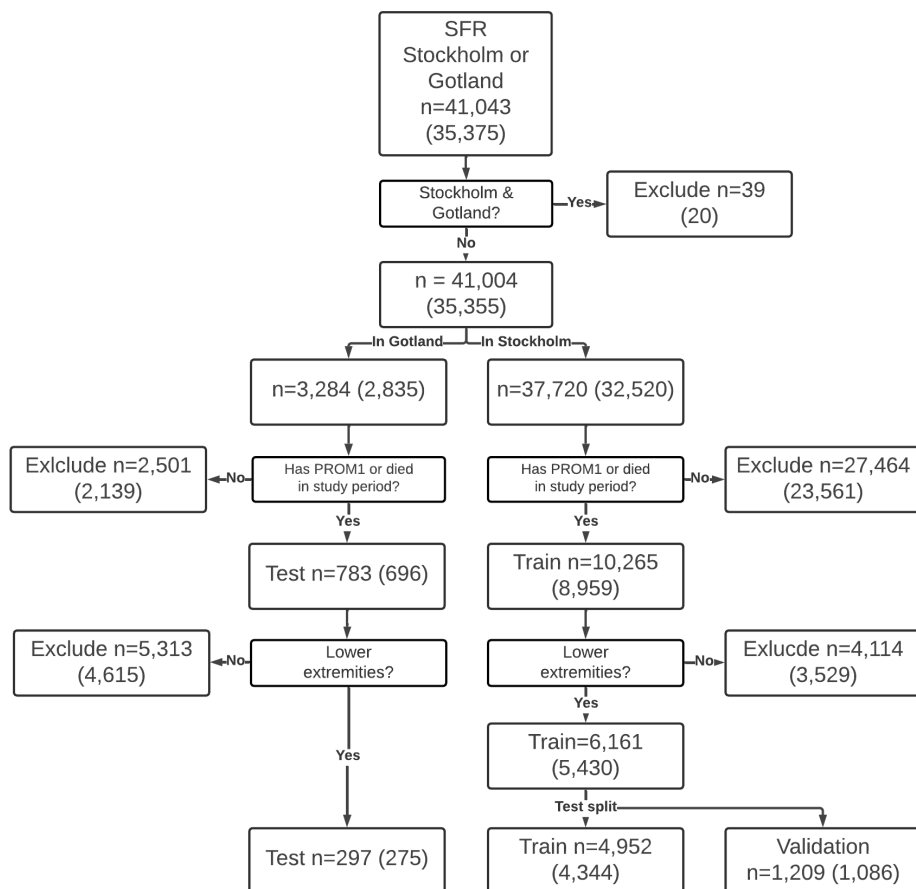 SFR
Stockholm or
Gotland
n=41,043
(35,375)
Stockholm &
Gotland?
Yes
Exclude n=39
(20)
No
n = 41,004
(35,355)
In Gotland
In Stockholm
n=3,284 (2,835)
n=37,720 (32,520)
Exlclude n=2,501
(2,139)
No
Has PROM1 or died
in study period?
Has PROM1 or died
in study period?
No
Exclude n=27,464
(23,561)
Yes
Yes
Test n=783 (696)
Train n=10,265
(8,959)
Exclude n=5,313
(4,615)
No
Lower
extremities?
Lower
extremities?
No
Exlucde n=4,114
(3,529)
Yes
Train=6,161
(5,430)
Yes
Test split
Test n=297 (275)
Train n=4,952
(4,344)
Validation
n=1,209 (1,086)